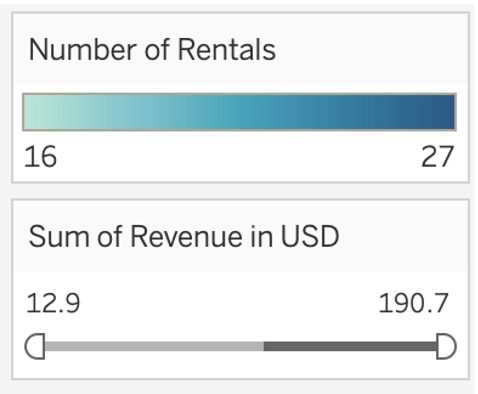 Number of Rentals
16 27
Sum of Revenue in USD
12.9 190.7